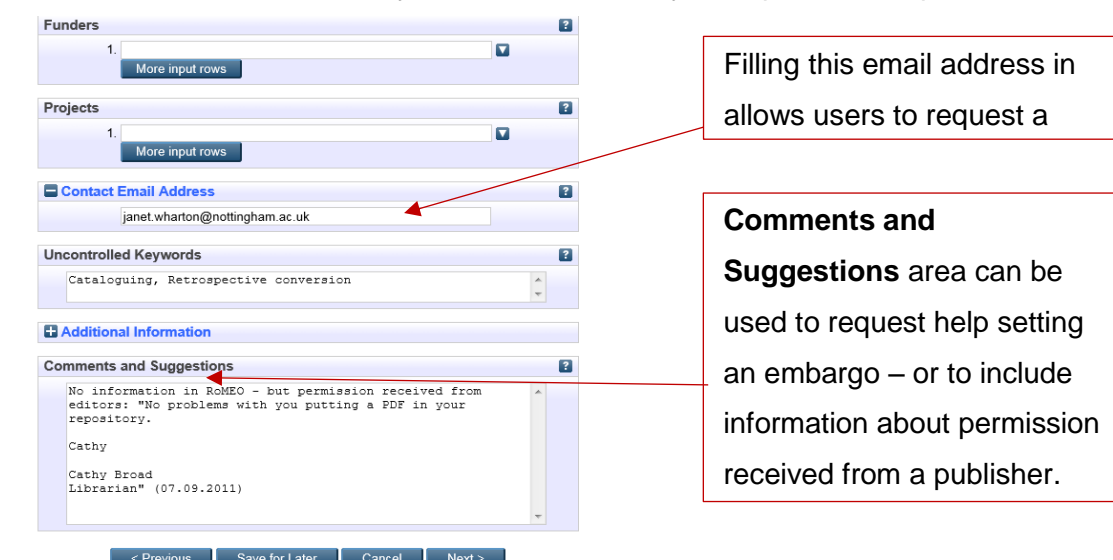 Funders ?
1.
More input rows
Projects ?
1.
More input rows
Contact Email Address ?
janet.wharton@nottingham.ac.uk
Uncontrolled Keywords ?
Cataloguing, Retrospective conversion
Additional Information
Comments and Suggestions ?
No information in RoMEO - but permission received from
editors: "No problems with you putting a PDF in your
repository.
Cathy
Cathy Broad
Librarian" (07.09.2011)
< Previous Save for Later Cancel Next >
Filling this email address in
allows users to request a
Comments and
Suggestions area can be
used to request help setting
an embargo – or to include
information about permission
received from a publisher.